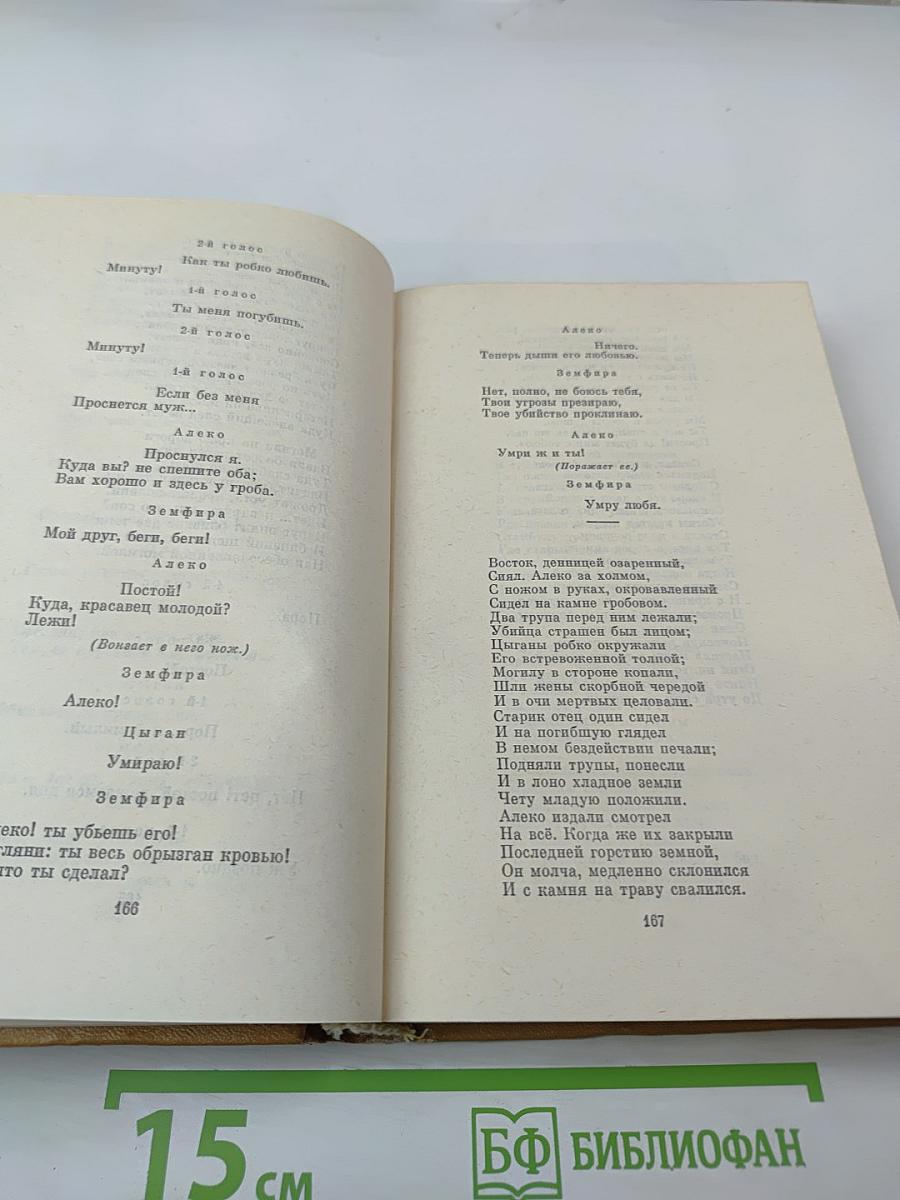 2-й голос
Как ты робко любишь.
Минуту!
1-й голос
Ты меня погубишь.
2-й голос
Минуту!
1-й голос
Если без меня
Проснется муж...
Алеко
Проснулся я.
Куда вы? не спешите оба;
Вам хорошо и здесь у гроба.
Земфира
Мой друг, беги, беги!
Алеко
Постой!
Куда, красавец молодой?
Лежи!
(Вонзает в него нож.)
Земфира
Алеко!
Цыган
Умираю!
Земфира
еко! ты убьешь его!
гляни: ты весь обрызган кровью!
что ты сделал?
166
Алеко
Ничего.
Теперь дыши его любовью.
Земфира
Нет, полно, не боюсь тебя,
Твои угрозы презираю,
Твое убийство проклинаю.
Алеко
Умри ж и ты!
(Поражает ее.)
Земфира
Умру любя.
Восток, денницей озаренный,
Сиял. Алеко за холмом,
С ножом в руках, окровавленный
Сидел на камне гробовом.
Два трупа перед ним лежали;
Убийца страшен был лицом;
Цыганы робко окружали
Его встревоженной толпой;
Могилу в стороне копали,
Шли жены скорбной чередой
И в очи мертвых целовали.
Старик отец один сидел
И на погибшую глядел
В немом бездействии печали;
Подняли трупы, понесли
И в лоно хладное земли
Чету младую положили.
Алеко издали смотрел
На всё. Когда же их закрыли
Последней горстию земной,
Он молча, медленно склонился
И с камня на траву свалился.
167
15 см
БФ БИБЛИОФАН